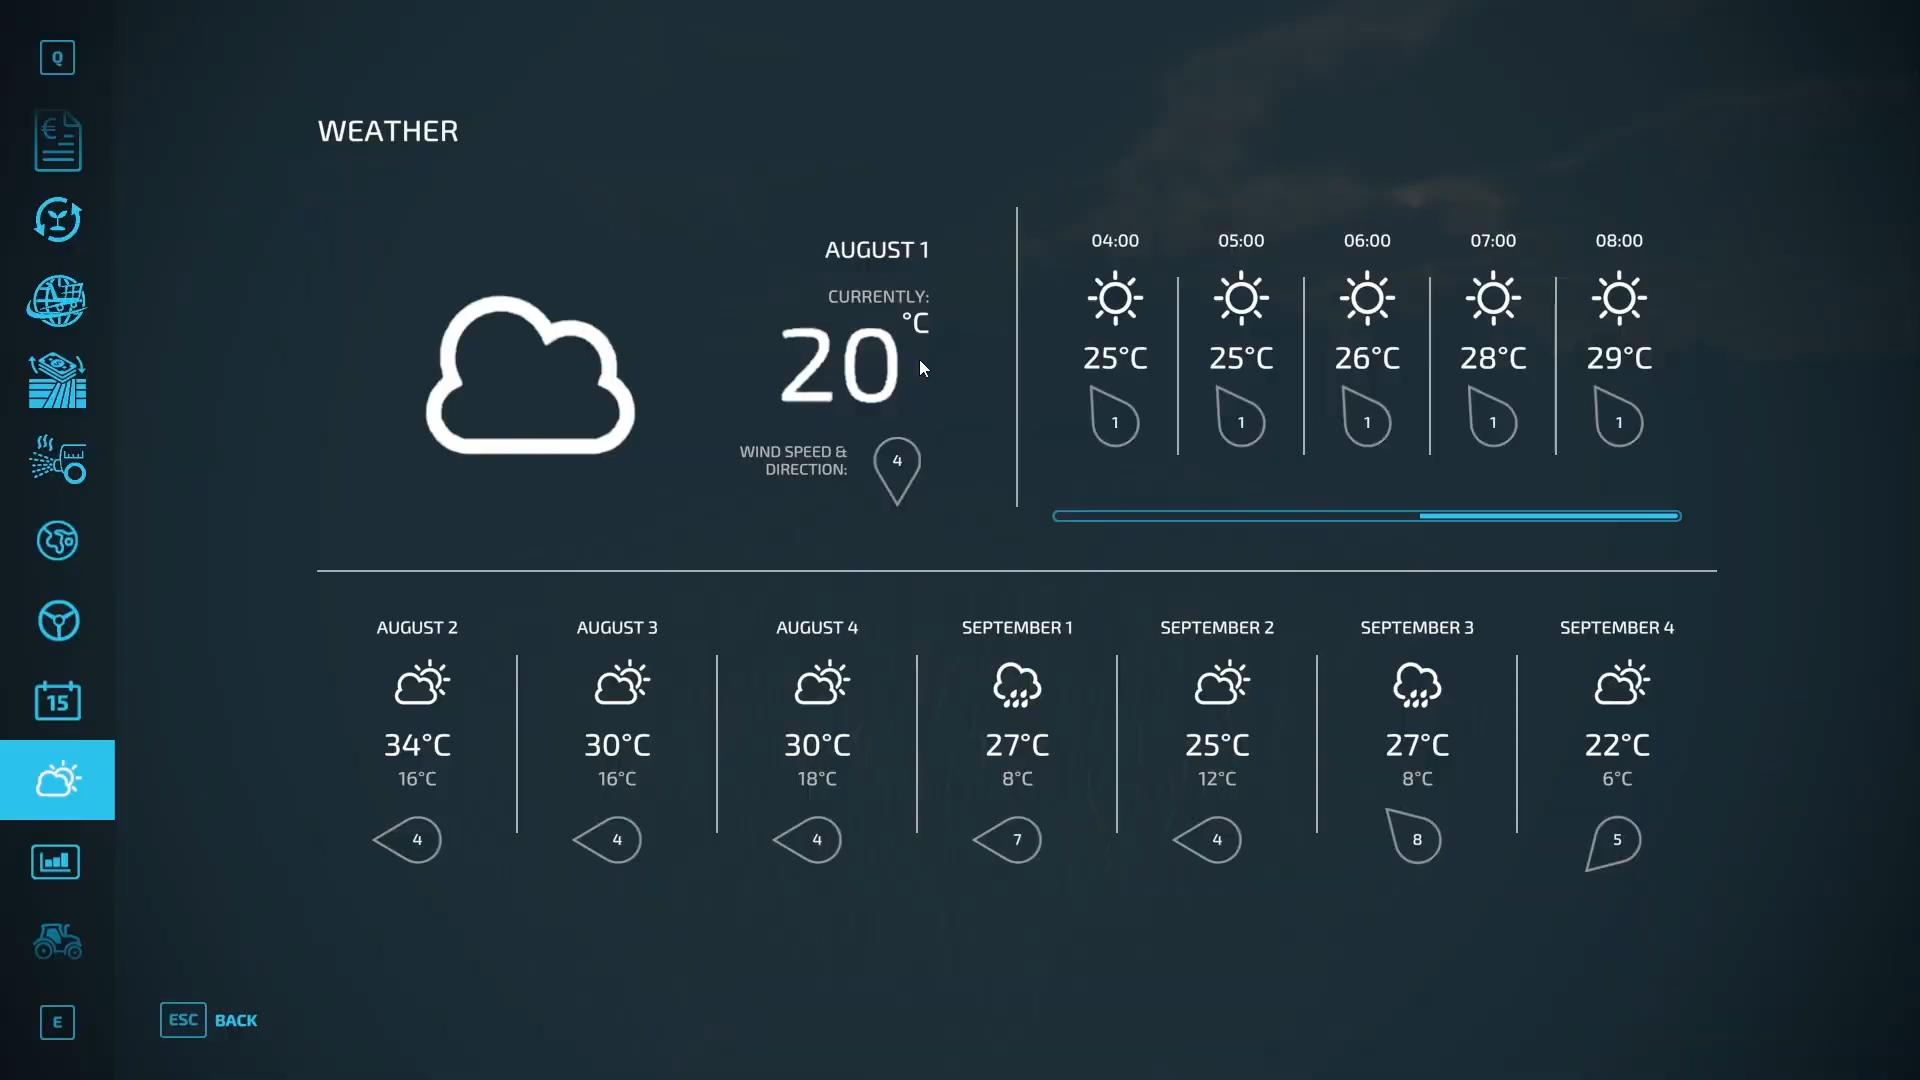 Q
€
15
E
WEATHER
AUGUST 1
CURRENTLY:
20 °C
WIND SPEED &
DIRECTION:
4
04:00 05:00 06:00 07:00 08:00
25°C 25°C 26°C 28°C 29°C
1 1 1 1 1
AUGUST 2 AUGUST 3 AUGUST 4 SEPTEMBER 1 SEPTEMBER 2 SEPTEMBER 3 SEPTEMBER 4
34°C 30°C 30°C 27°C 25°C 27°C 22°C
16°C 16°C 18°C 8°C 12°C 8°C 6°C
4 4 4 7 4 8 5
ESC BACK